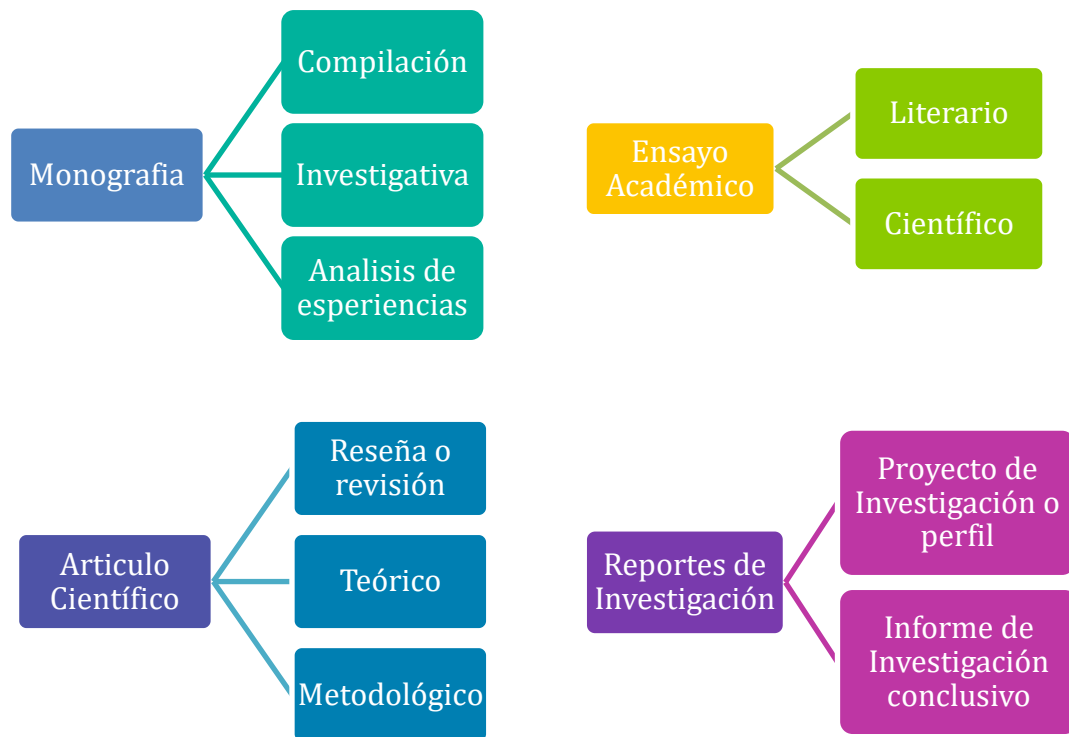 Monografia
Compilación
Investigativa
Analisis de
esperiencias
Ensayo
Académico
Literario
Científico
Articulo
Científico
Reseña o
revisión
Teórico
Metodológico
Reportes de
Investigación
Proyecto de
Investigación o
perfil
Informe de
Investigación
conclusivo